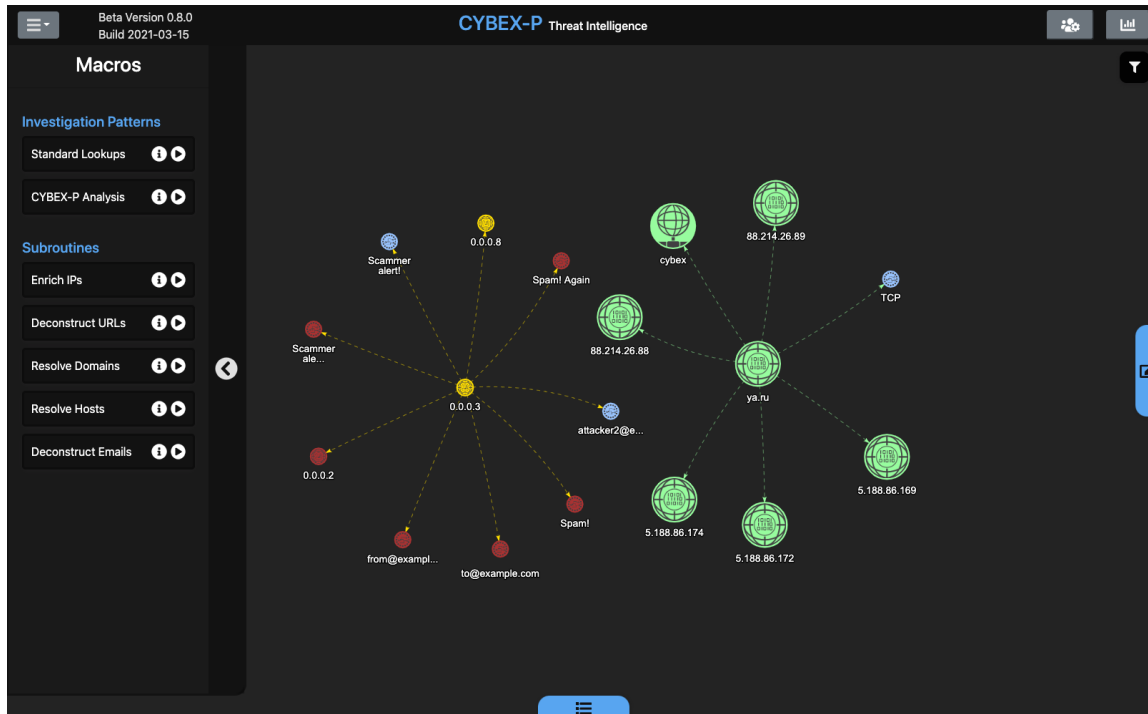 Beta Version 0.8.0
Build 2021-03-15
CYBEX-P Threat Intelligence
Macros
Investigation Patterns
Standard Lookups
CYBEX-P Analysis
Subroutines
Enrich IPs
Deconstruct URLs
Resolve Domains
Resolve Hosts
Deconstruct Emails
0.0.0.8
Scammer
alert!
Spam! Again
Scammer
ale...
0.0.0.3
attacker2@e...
0.0.0.2
Spam!
from@exampl...
to@example.com
88.214.26.89
cybex
TCP
88.214.26.88
ya.ru
5.188.86.169
5.188.86.174
5.188.86.172